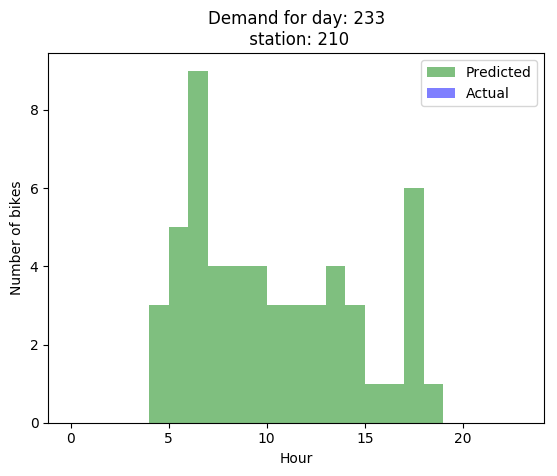 Demand for day: 233
station: 210
Predicted
Actual
Number of bikes
8
6
4
2
0
0
5
10
15
20
Hour